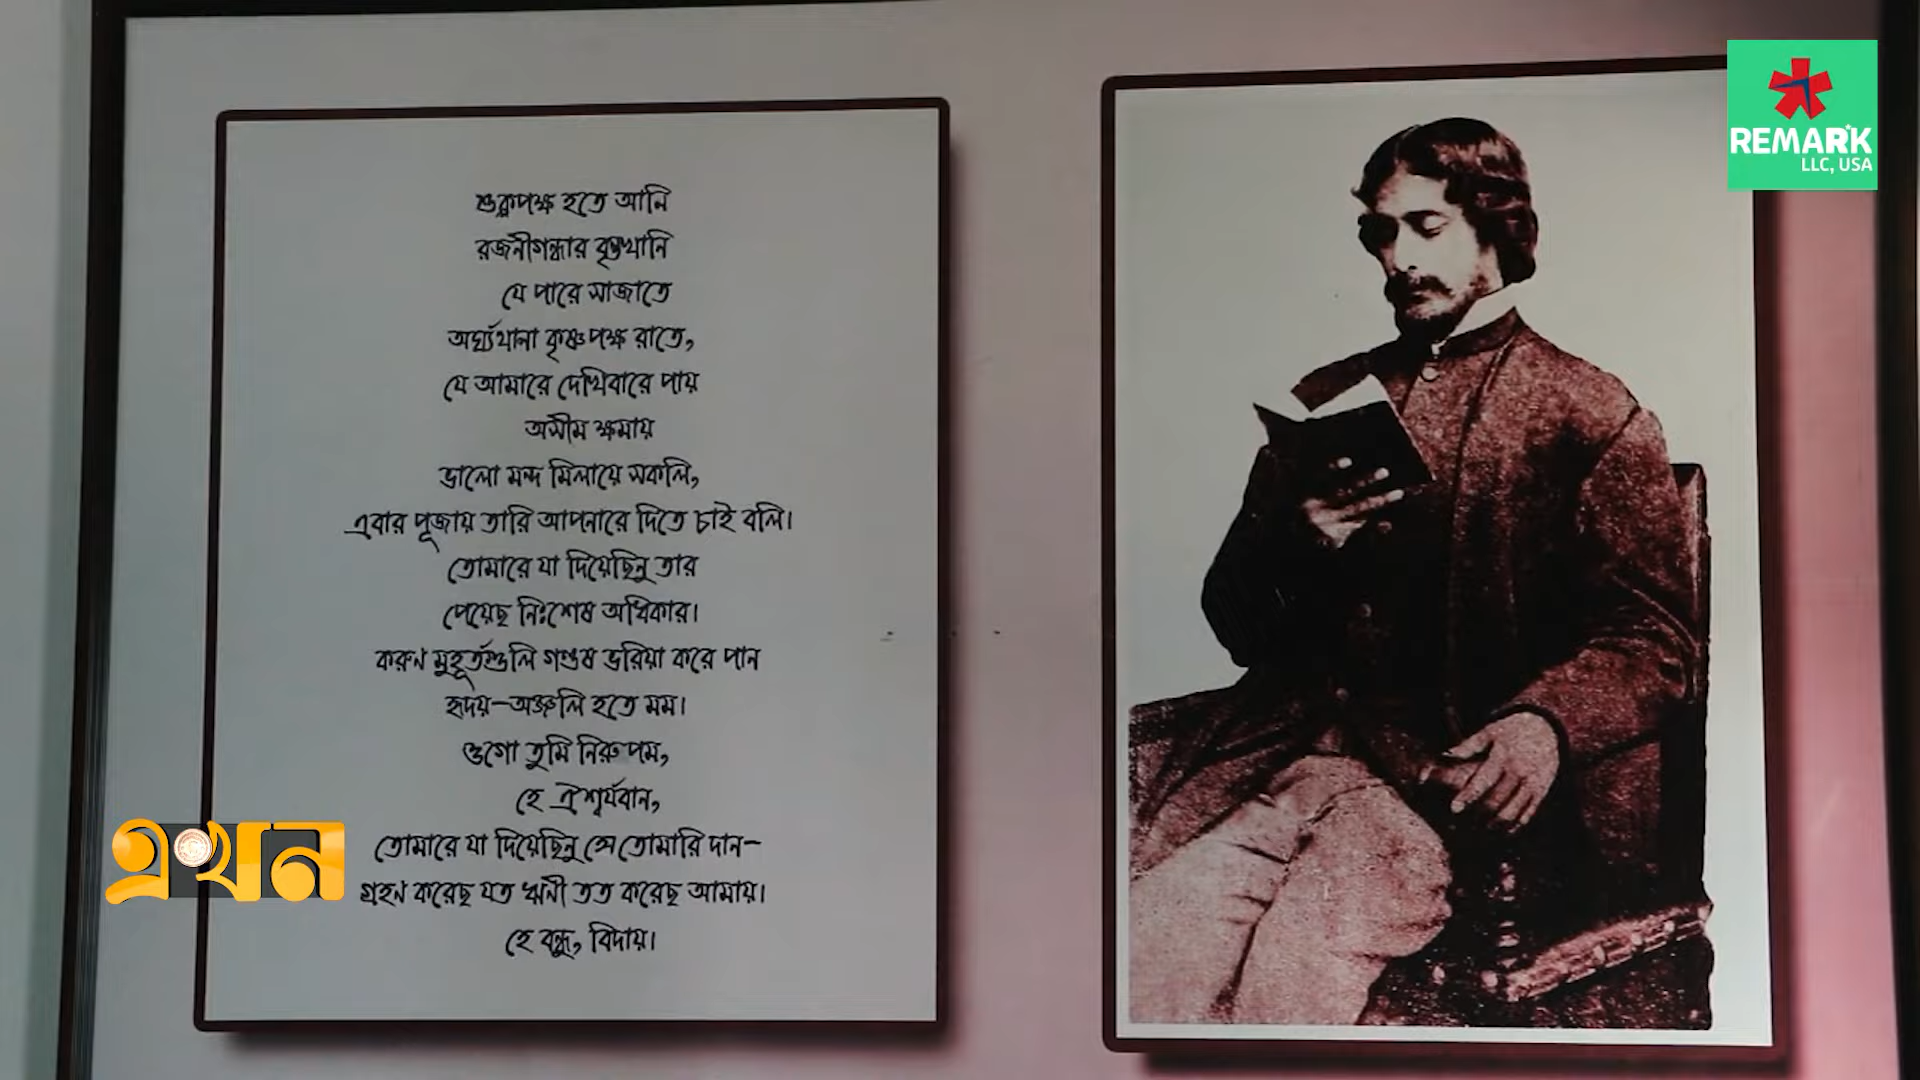 শুক্লপক্ষ হতে আনি
রজনীগন্ধার বৃন্তখানি
যে পারে সাজাতে
অর্ঘ্যথালা কৃষ্ণপক্ষ রাতে,
যে আমারে দেখিবারে পায়
অসীম ক্ষমায়
ভালো মন্দ মিলায়ে সকলি,
এবার পূজায় তারি আপনারে দিতে চাই বলি।
তোমারে যা দিয়েছিনু তার
পেয়েছ নিঃশেষ অধিকার।
করুণ মুহূর্তগুলি গণ্ডুষ ভরিয়া করে পান
হৃদয়-অঞ্জলি হতে মম।
ওগো তুমি নিরুপম,
হে ঐশ্বর্যবান,
তোমারে যা দিয়েছিনু সে তোমারি দান-
গ্রহণ করেছ যত ঋণী তত করেছ আমায়।
হে বন্ধু, বিদায়।
এখন
REMARK
LLC, USA